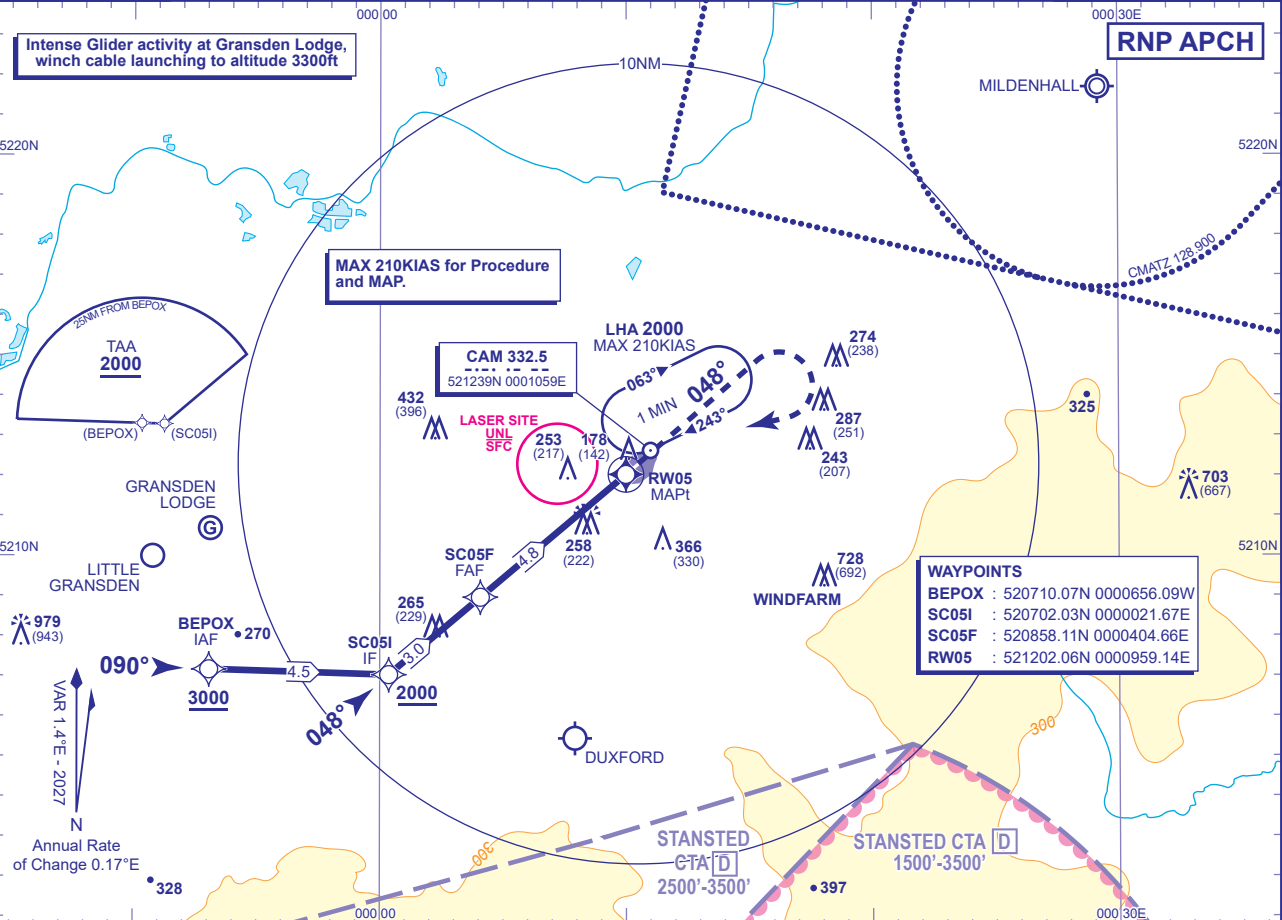 000 00
000 30E
Intense Glider activity at Gransden Lodge,
winch cable launching to altitude 3300ft
RNP APCH
10NM
MILDENHALL
5220N
5220N
CMATZ 128.900
MAX 210KIAS for Procedure
and MAP.
25NM FROM BEPOX
TAA
2000
(BEPOX)
(SC05I)
LHA 2000
MAX 210KIAS
CAM 332.5
521239N 0001059E
063°
1 MIN
048°
243°
274
(238)
287
(251)
243
(207)
325
432
(396)
LASER SITE
UNL
SFC
253
(217)
178
(142)
RW05
MAPt
703
(667)
GRANSDEN
LODGE
G
LITTLE
GRANSDEN
5210N
5210N
SC05F
FAF
4.8
258
(222)
366
(330)
728
(692)
WINDFARM
WAYPOINTS
BEPOX : 520710.07N 0000656.09W
SC05I : 520702.03N 0000021.67E
SC05F : 520858.11N 0000404.66E
RW05 : 521202.06N 0000959.14E
979
(943)
265
(229)
BEPOX
IAF
270
SC05I
IF
3.0
090°
4.5
3000
2000
048°
VAR 1.4°E - 2027
N
Annual Rate
of Change 0.17°E
328
DUXFORD
300
300
STANSTED
CTA D
2500'-3500'
STANSTED CTA D
1500'-3500'
397
000 00
000 30E